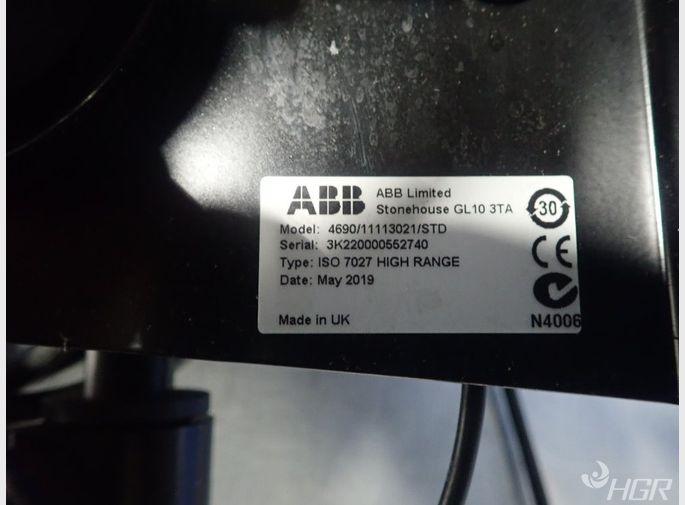 ABB
ABB Limited
Stonehouse GL10 3TA
30
Model: 4690/11113021/STD
Serial: 3K220000552740
Type: ISO 7027 HIGH RANGE
CE
Date: May 2019
Made in UK
N4006
HGR